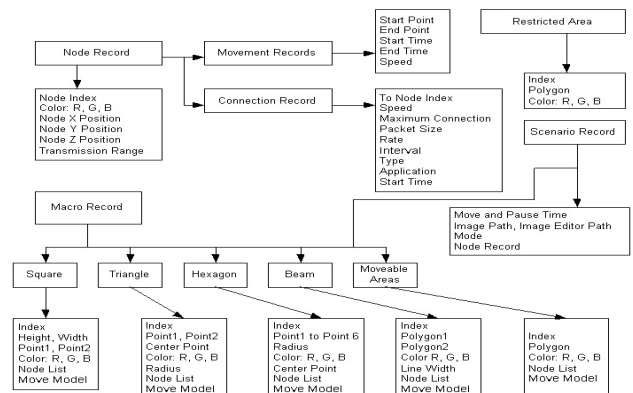 Node Record
Movement Records
Start Point
End Point
Start Time
End Time
Speed
Restricted Area
Index
Polygon
Color: R, G, B
Connection Record
Node Index
Color: R, G, B
Node X Position
Node Y Position
Node Z Position
Transmission Range
To Node Index
Speed
Maximum Connection
Packet Size
Rate
Interval
Type
Application
Start Time
Scenario Record
Move and Pause Time
Image Path, Image Editor Path
Mode
Node Record
Macro Record
Square
Triangle
Hexagon
Beam
Moveable
Areas
Index
Height, Width
Point1, Point2
Color: R, G, B
Node List
Move Model
Index
Point1, Point2
Center Point
Color: R, G, B
Radius
Node List
Move Model
Index
Point1 to Point 6
Radius
Color: R, G, B
Center Point
Node List
Move Model
Index
Polygon1
Polygon2
Color R, G, B
Line Width
Node List
Move Model
Index
Polygon
Color: R, G, B
Node List
Move Model